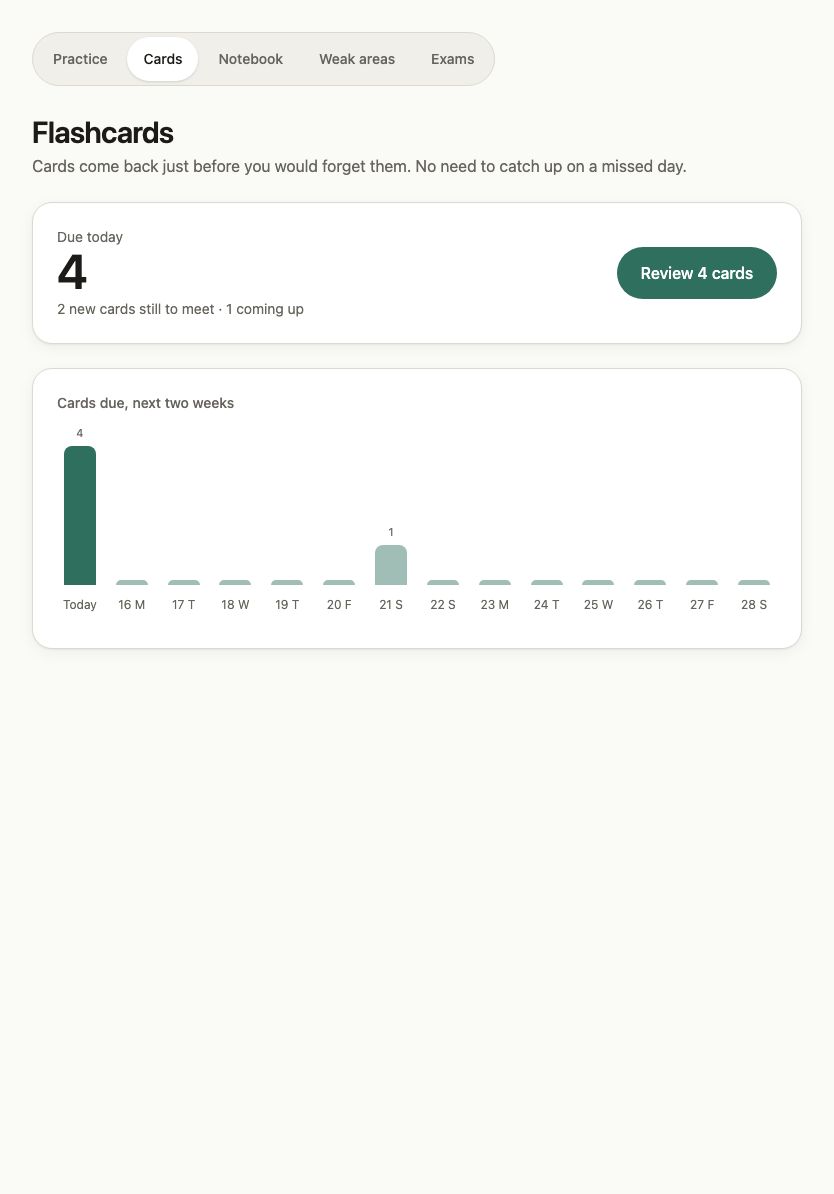 Practice Cards Notebook Weak areas Exams
Flashcards
Cards come back just before you would forget them. No need to catch up on a missed day.
Due today
4
2 new cards still to meet · 1 coming up
Review 4 cards
Cards due, next two weeks
4
1
Today 16 M 17 T 18 W 19 T 20 F 21 S 22 S 23 M 24 T 25 W 26 T 27 F 28 S